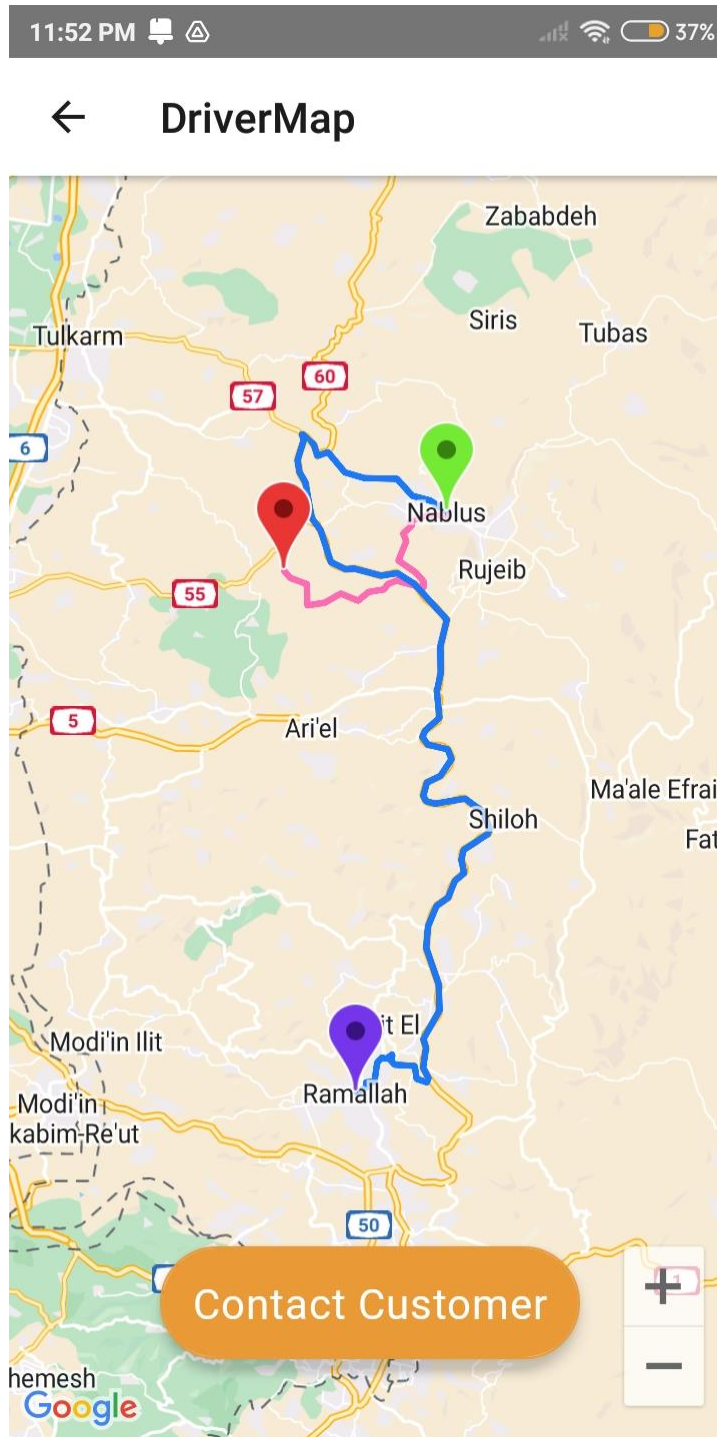 11:52 PM
37%
DriverMap
Zababdeh
Siris
Tubas
Tulkarm
60
57
6
Nablus
Rujeib
55
5
Ari'el
Ma'ale Efrai
Shiloh
Fat
it El
Modi'in Ilit
Ramallah
Modi'in
kabim-Re'ut
50
1
Contact Customer
+
−
hemesh
Google